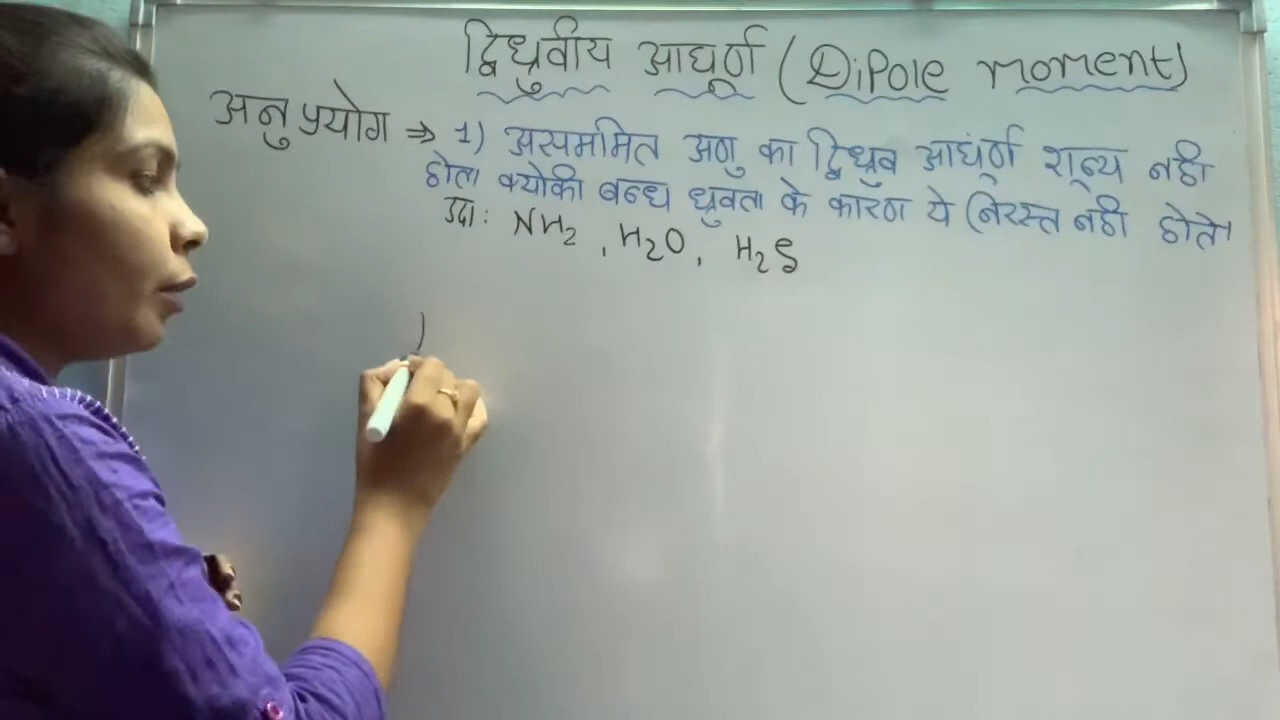 द्विध्रुवीय आघूर्ण (DiPole moment)
अनुप्रयोग ⇒ 1) असममित अणु का द्विध्रुव आघूंर्ण शून्य नही
होता क्योकी बन्ध ध्रुवता के कारण ये निरस्त नही होते।
उदा: NH2 , H2O, H2S